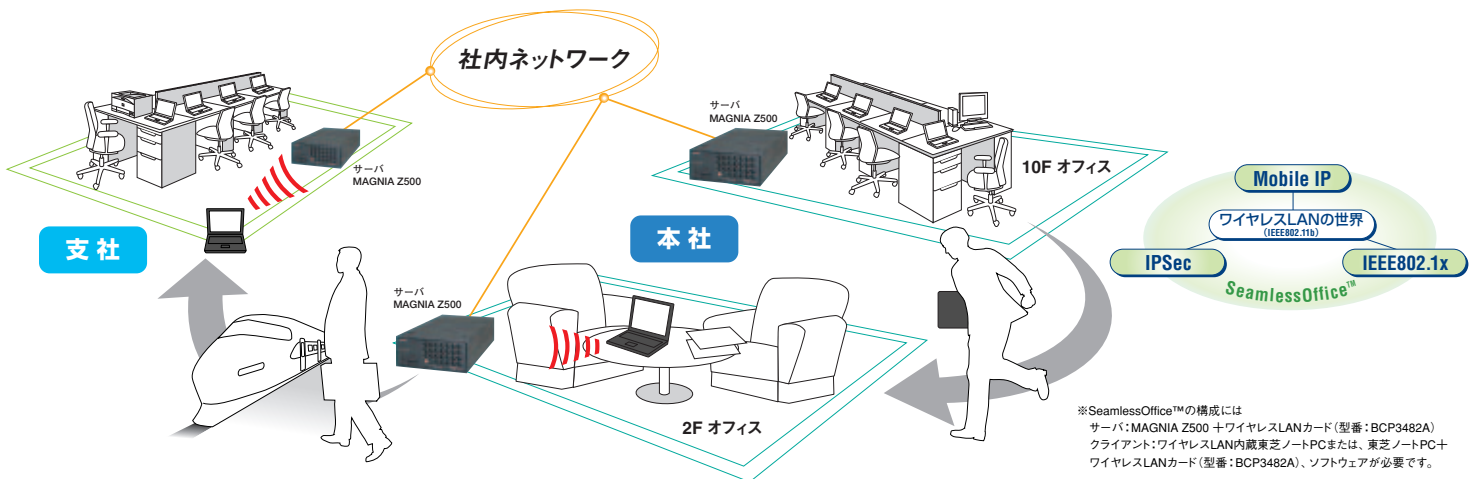 社内ネットワーク
サーバ
MAGNIA Z500
サーバ
MAGNIA Z500
10F オフィス
支社
本社
サーバ
MAGNIA Z500
2F オフィス
Mobile IP
ワイヤレスLANの世界
(IEEE802.11b)
IPSec
IEEE802.1x
SeamlessOffice™
※SeamlessOffice™の構成には
サーバ:MAGNIA Z500 +ワイヤレスLANカード(型番:BCP3482A)
クライアント:ワイヤレスLAN内蔵東芝ノートPCまたは、東芝ノートPC+
ワイヤレスLANカード(型番:BCP3482A)、ソフトウェアが必要です。